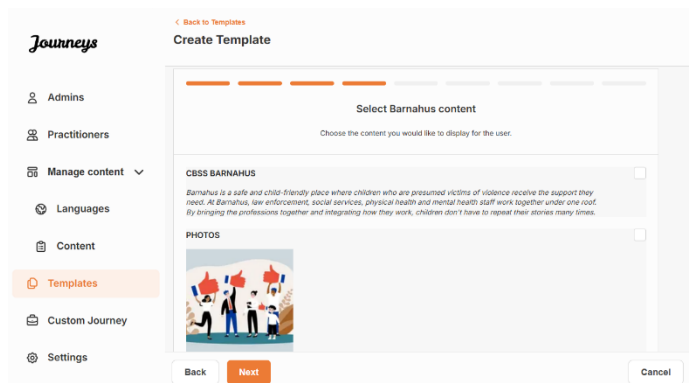 Journeys
Admins
Practitioners
Manage content
Languages
Content
Templates
Custom Journey
Settings
Back to Templates
Create Template
Select Barnahus content
Choose the content you would like to display for the user.
CBSS BARNAHUS
Barnahus is a safe and child-friendly place where children who are presumed victims of violence receive the support they
need. At Barnahus, law enforcement, social services, physical health and mental health staff work together under one roof.
By bringing the professions together and integrating how they work, children don't have to repeat their stories many times.
PHOTOS
Back
Next
Cancel